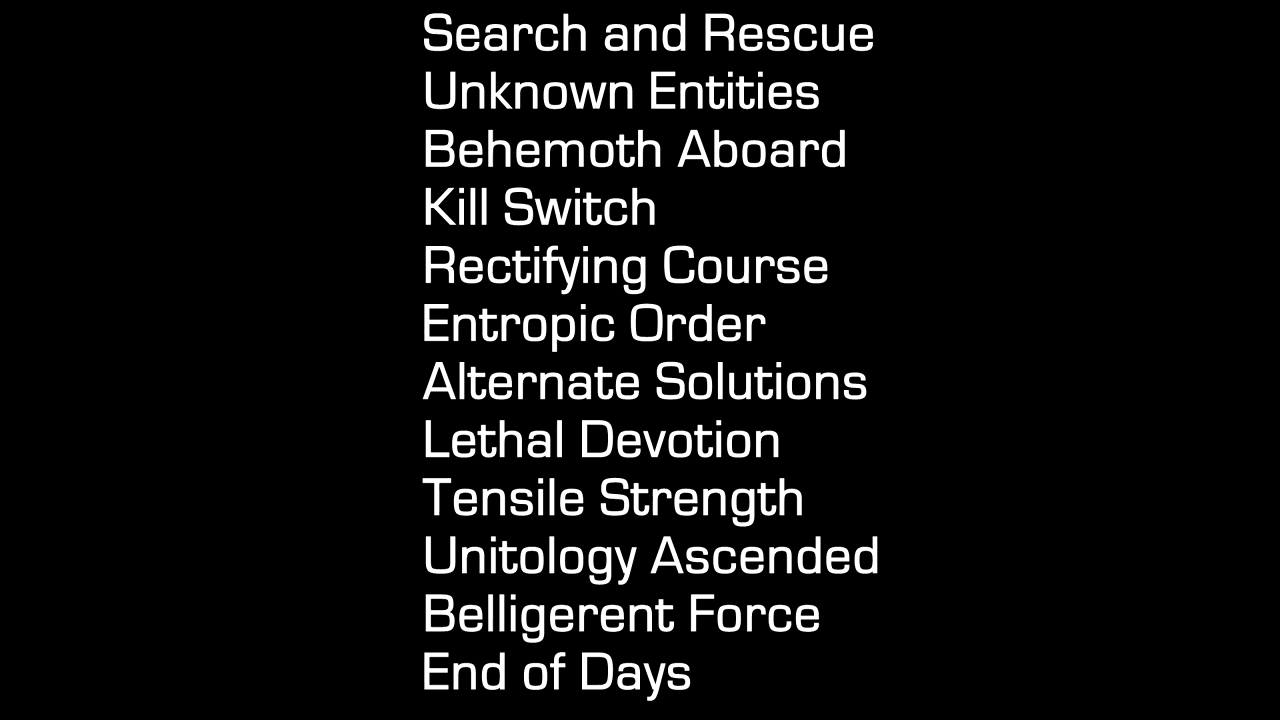 Search and Rescue
Unknown Entities
Behemoth Aboard
Kill Switch
Rectifying Course
Entropic Order
Alternate Solutions
Lethal Devotion
Tensile Strength
Unitology Ascended
Belligerent Force
End of Days